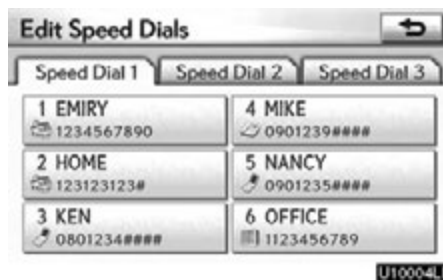 Edit Speed Dials
Speed Dial 1 Speed Dial 2 Speed Dial 3
1 EMIRY
1234567890
2 HOME
123123123#
3 KEN
0801234####
4 MIKE
0901239####
5 NANCY
0901235####
6 OFFICE
1123456789
U10004L